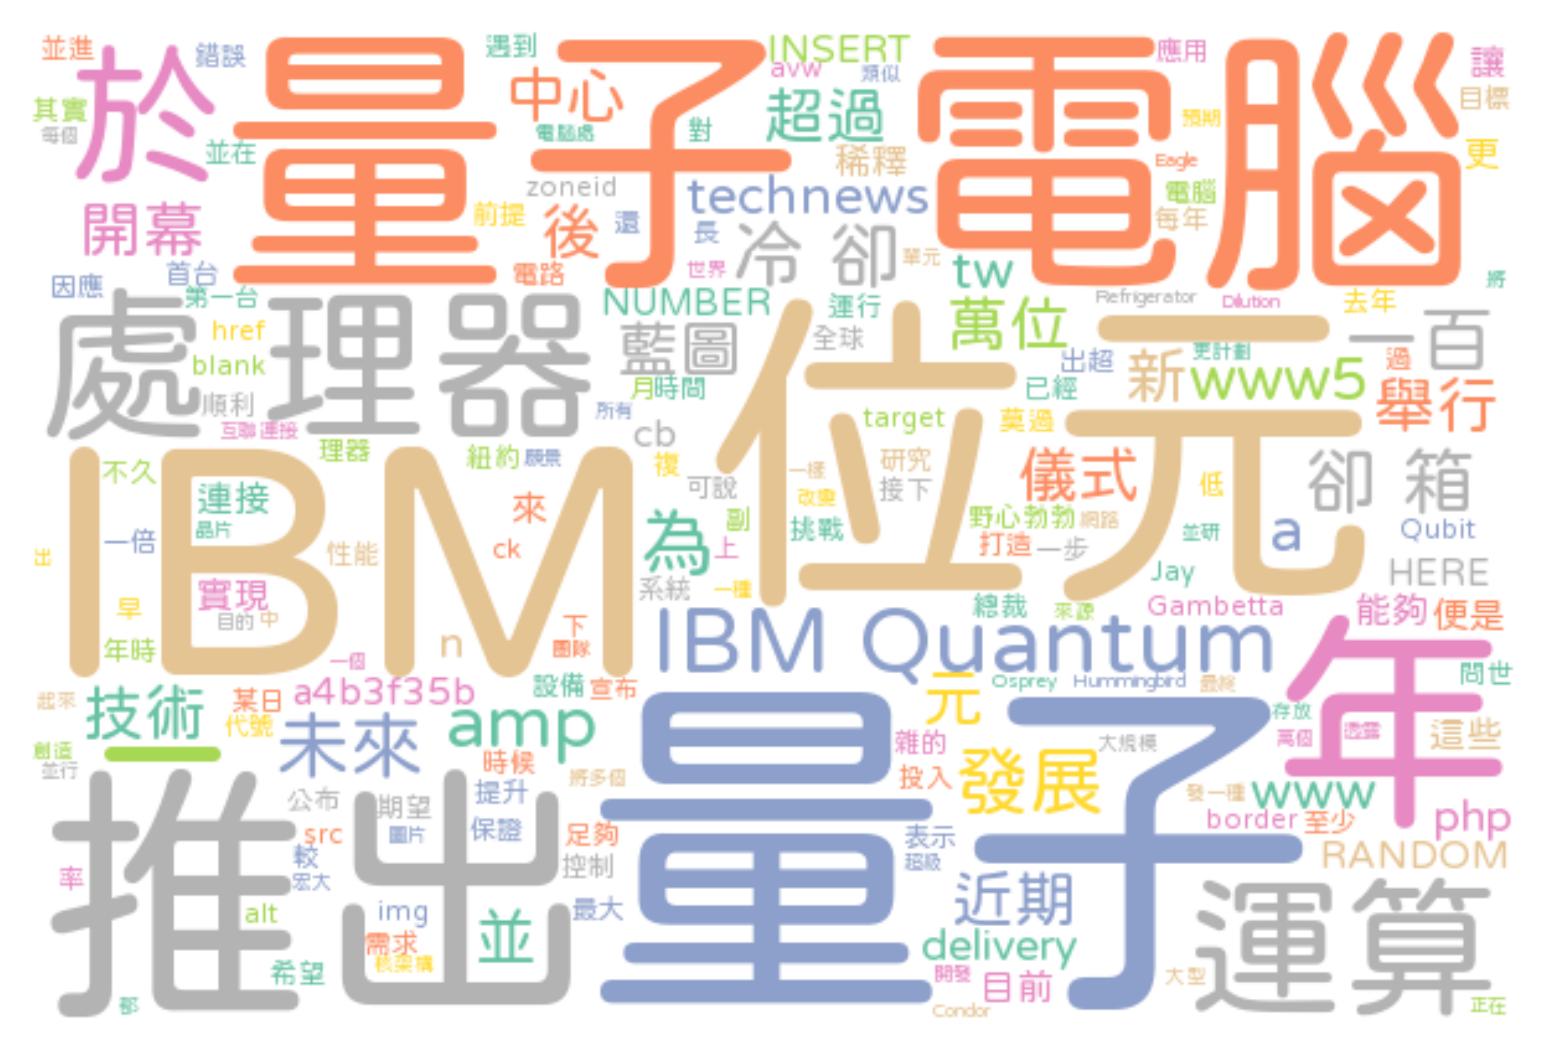 並進 錯誤 遇到 INSERT 應用 讓
於 量子 中心 avw 類似 電腦 目標
其實 每個 並在 電腦處 對 超過 預期 更
稀釋 Eagle
開幕 zoneid technews 電腦
前提 後 還 長 冷 卻 單元 每年
因應 首台 電路 世界 tw 將
第一台 NUMBER 運行 Refrigerator Dilution 去年
處理器 href 藍圖 全球 萬位 一百
blank 月 時間 位元 出超 更計劃 過
順利 所有 已經 新 www5 舉行
互聯 連接 cb target 莫過
理器 紐約 願景 複 一樣 研究 儀式 卻 箱
不久 IBM 連接 可說 改變 接下 低
晶片 來 為 副 挑戰 野心勃勃 網路 a Qubit
出 一倍 性能 ck 上 打造 一步 並研
實現 系統 一種 Jay HERE
早 目的 中 下 總裁 來源 Gambetta 能夠 便是
年時 一個 n 團隊 IBM Quantum 年
起來 技術 某日 a4b3f35b 設備 宣布 元 Osprey Hummingbird 最終 問世
代號 未來 amp 量子 存放
創造 時候 雜的 大規模 萬個 透露 這些
並行 將多個 投入 發展 發一種 www
推出 公布 期望 提升 border 至少 php
src 圖片 保證 足夠 表示 RANDOM
率 較 宏大 控制 超級
alt img 並 最大 近期 運算
需求 delivery
希望 核架構 開發 目前 大型
都 Condor 正在